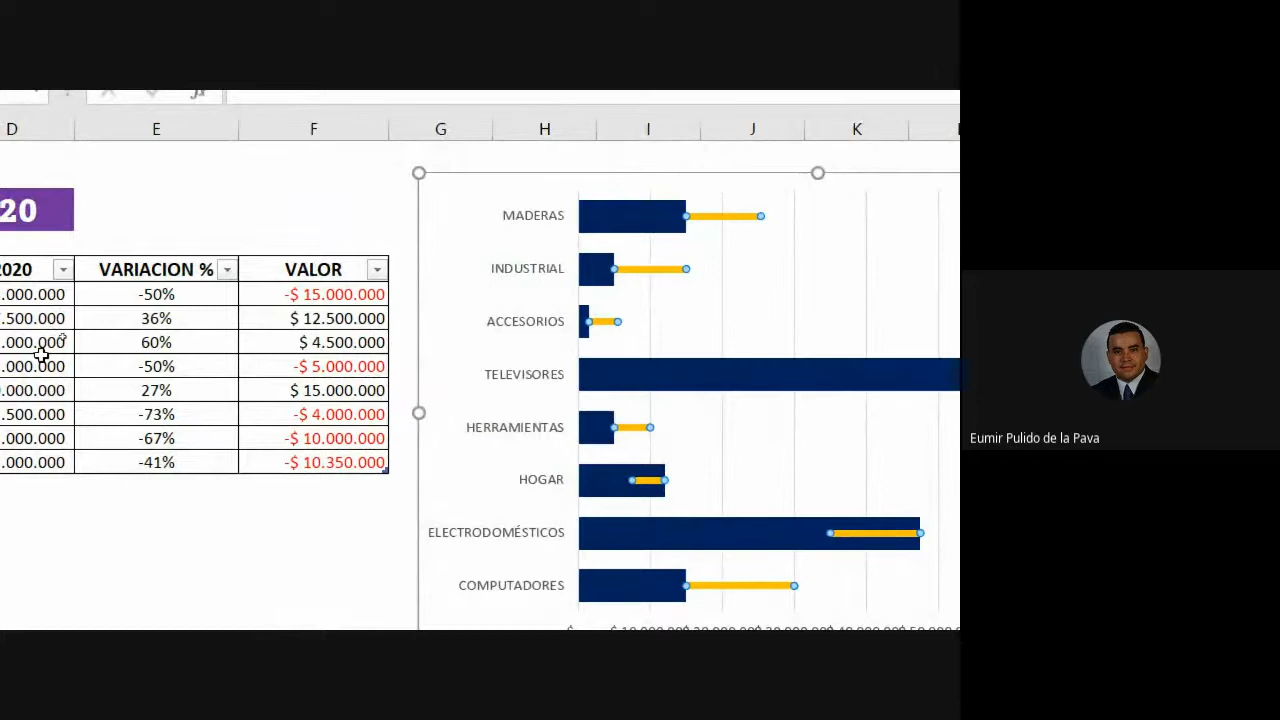 D E F G H I J K
20
2020 VARIACION % VALOR
.000.000 -50% -$ 15.000.000
.500.000 36% $ 12.500.000
.000.000 60% $ 4.500.000
.000.000 -50% -$ 5.000.000
0.000.000 27% $ 15.000.000
.500.000 -73% -$ 4.000.000
.000.000 -67% -$ 10.000.000
.000.000 -41% -$ 10.350.000
MADERAS
INDUSTRIAL
ACCESORIOS
TELEVISORES
HERRAMIENTAS
HOGAR
ELECTRODOMÉSTICOS
COMPUTADORES
Eumir Pulido de la Pava